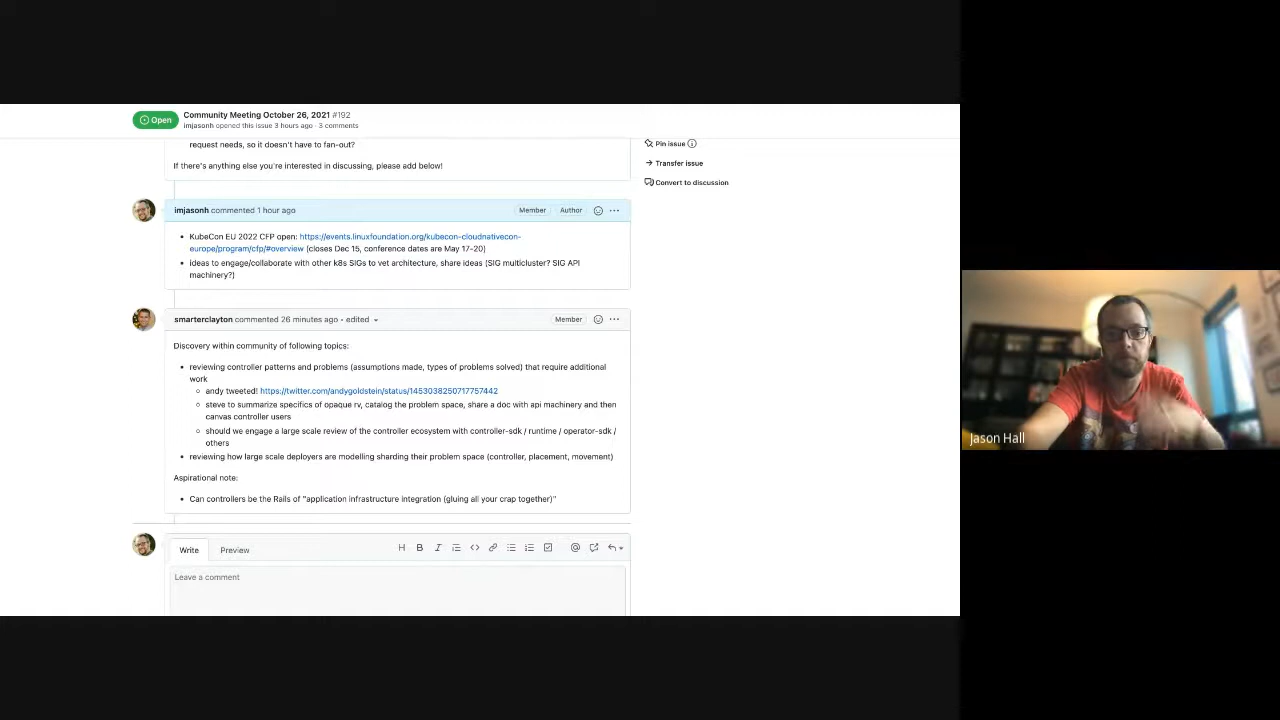 Open
Community Meeting October 26, 2021 #192
imjasonh opened this issue 3 hours ago · 3 comments
request needs, so it doesn't have to fan-out?
If there's anything else you're interested in discussing, please add below!
Pin issue
Transfer issue
Convert to discussion
imjasonh commented 1 hour ago
Member
Author
• KubeCon EU 2022 CFP open: https://events.linuxfoundation.org/kubecon-cloudnativecon-
europe/program/cfp/#overview (closes Dec 15, conference dates are May 17-20)
• ideas to engage/collaborate with other k8s SIGs to vet architecture, share ideas (SIG multicluster? SIG API
machinery?)
smarterclayton commented 26 minutes ago • edited
Member
Discovery within community of following topics:
• reviewing controller patterns and problems (assumptions made, types of problems solved) that require additional
work
○ andy tweeted! https://twitter.com/andygoldstein/status/1453038250717757442
○ steve to summarize specifics of opaque rv, catalog the problem space, share a doc with api machinery and then
canvas controller users
○ should we engage a large scale review of the controller ecosystem with controller-sdk / runtime / operator-sdk /
others
• reviewing how large scale deployers are modelling sharding their problem space (controller, placement, movement)
Aspirational note:
• Can controllers be the Rails of "application infrastructure integration (gluing all your crap together)"
Write
Preview
Leave a comment
Jason Hall